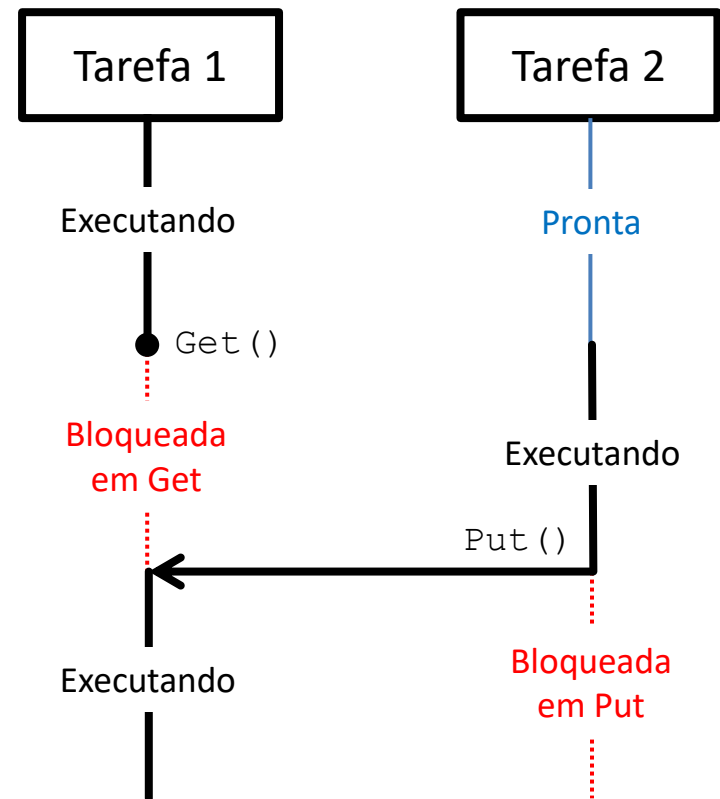 Tarefa 1
Tarefa 2
Executando
Pronta
Get()
Bloqueada
em Get
Executando
Put()
Executando
Bloqueada
em Put